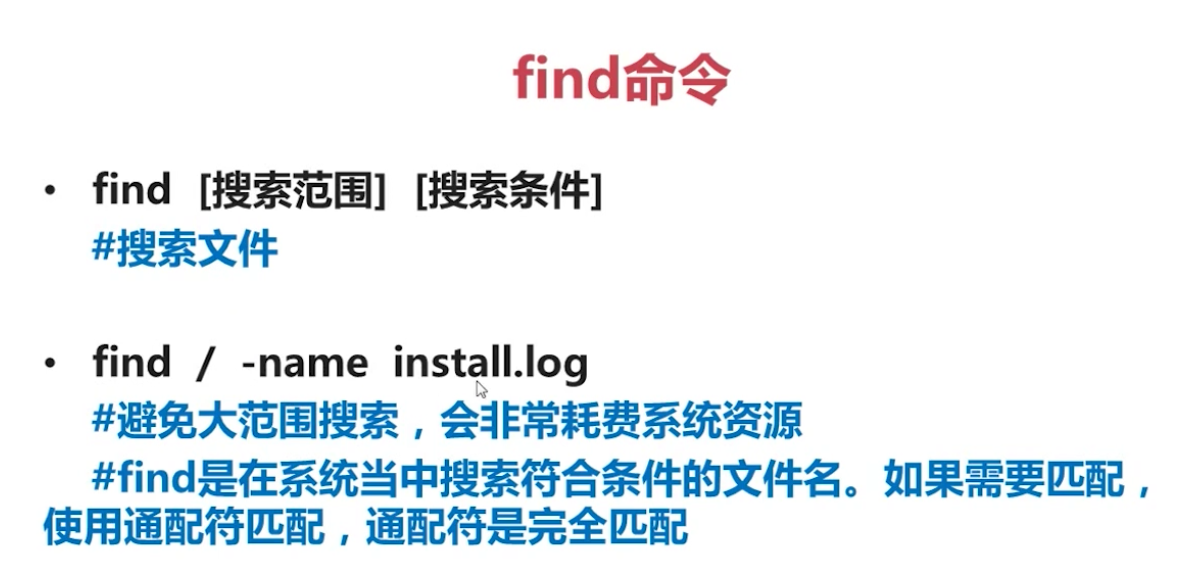 find命令
• find [搜索范围] [搜索条件]
#搜索文件
• find / -name install.log
#避免大范围搜索，会非常耗费系统资源
#find是在系统当中搜索符合条件的文件名。如果需要匹配，
使用通配符匹配，通配符是完全匹配